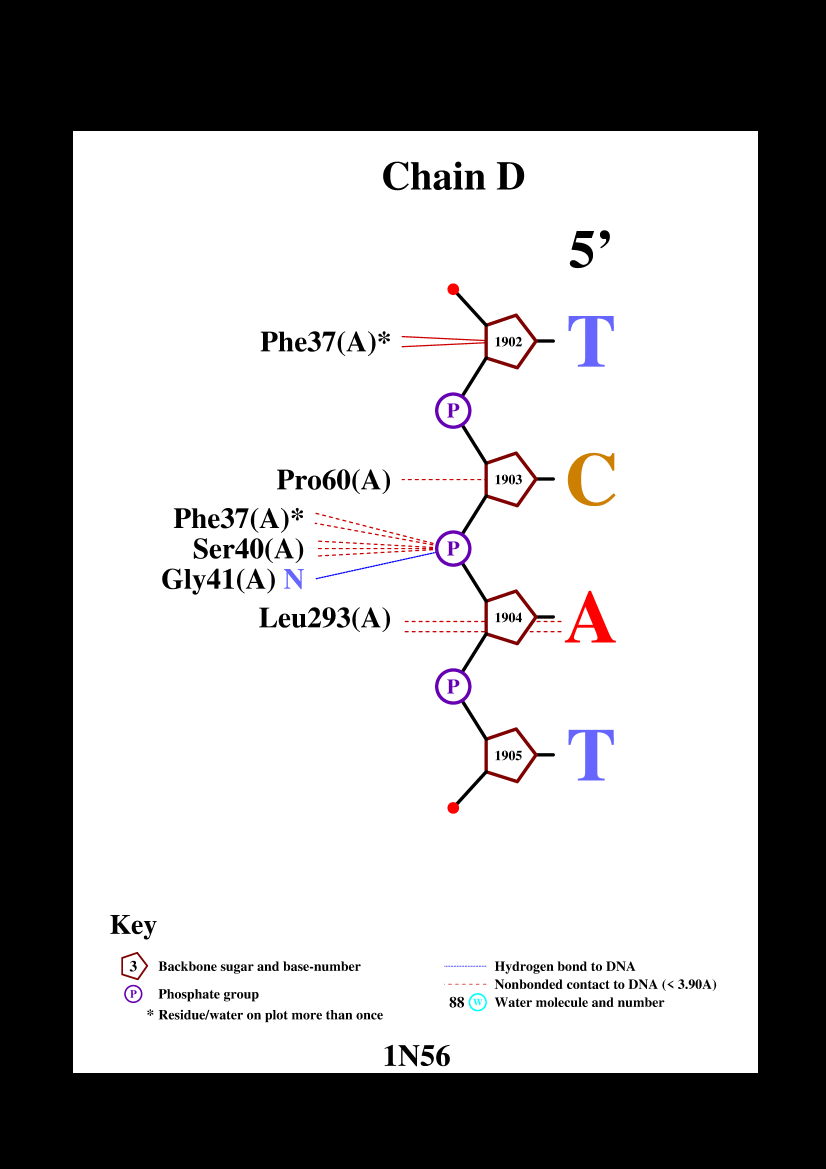 Chain D
5’
Phe37(A)*
1902
T
P
Pro60(A)
1903
C
Phe37(A)*
Ser40(A)
P
Gly41(A) N
Leu293(A)
1904
A
P
1905
T
Key
3 Backbone sugar and base-number
P Phosphate group
* Residue/water on plot more than once
Hydrogen bond to DNA
Nonbonded contact to DNA (< 3.90A)
88 W Water molecule and number
1N56